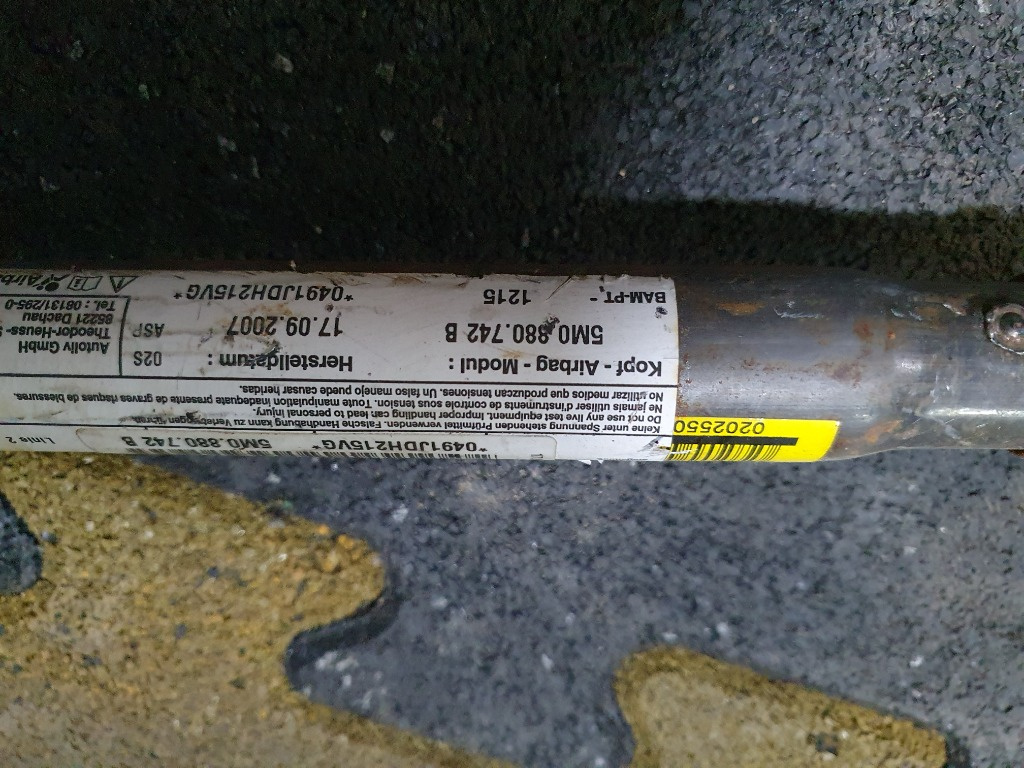 Linie 2
5M0.880.742 B
*0491JDH215VG*
0202550
Keine unter Spannung stehenden Prüfmittel verwenden. Falsche Handhabung kann zu Verletzungen führen.
Do not use any live test equipment. Improper handling can lead to personal injury.
Ne jamais utiliser d'instruments de contrôle sous tension. Toute manipulation inadequate presente de graves risques de blessures.
No utilizar medios que produzcan tensiones. Un falso manejo puede causar heridas.
Kopf - Airbag - Modul : Herstelldatum : 02S
5M0.880.742 B 17.09.2007 ASP
BAM-PT - 1215 *0491JDH215VG*
Autoliv GmbH
Theodor-Heuss-
85221 Dachau
Tel.: 08131/295-0